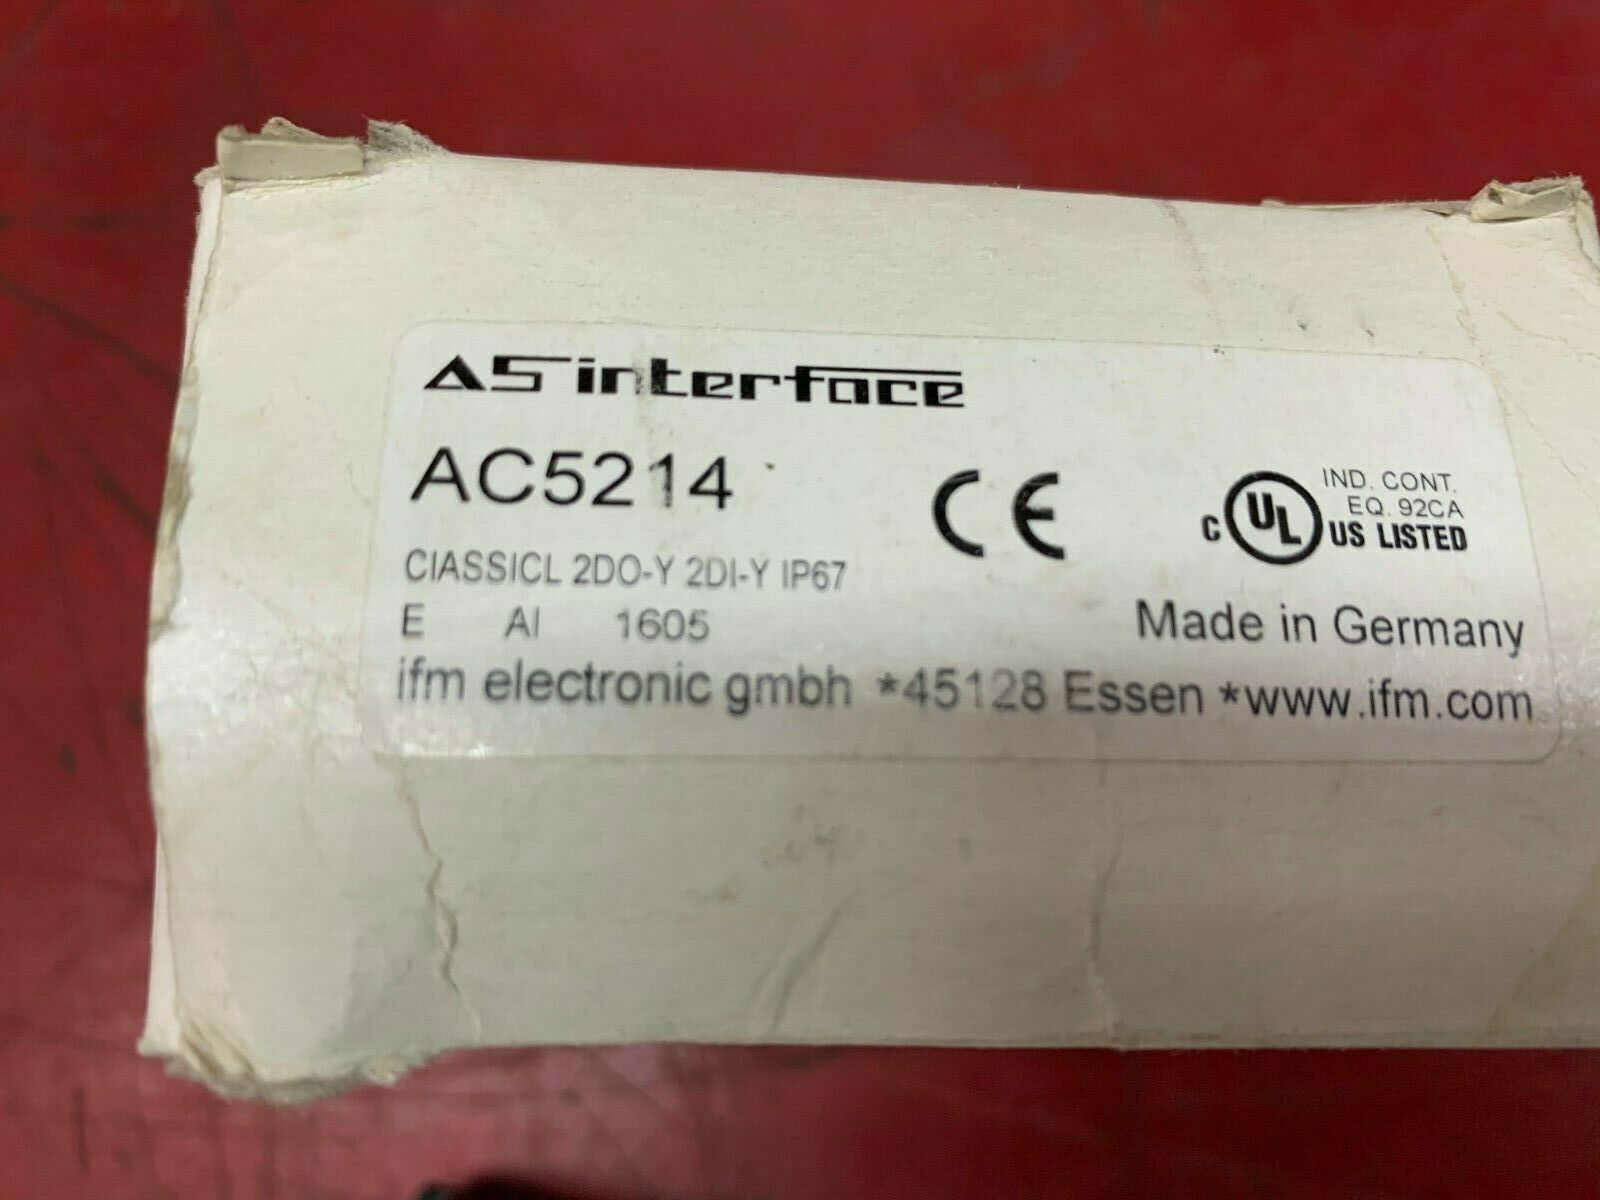 AS interface
AC5214
CIASSICL 2DO-Y 2DI-Y IP67
E AI 1605
ifm electronic gmbh *45128 Essen *www.ifm.com
CE
IND. CONT.
EQ. 92CA
C UL US LISTED
Made in Germany